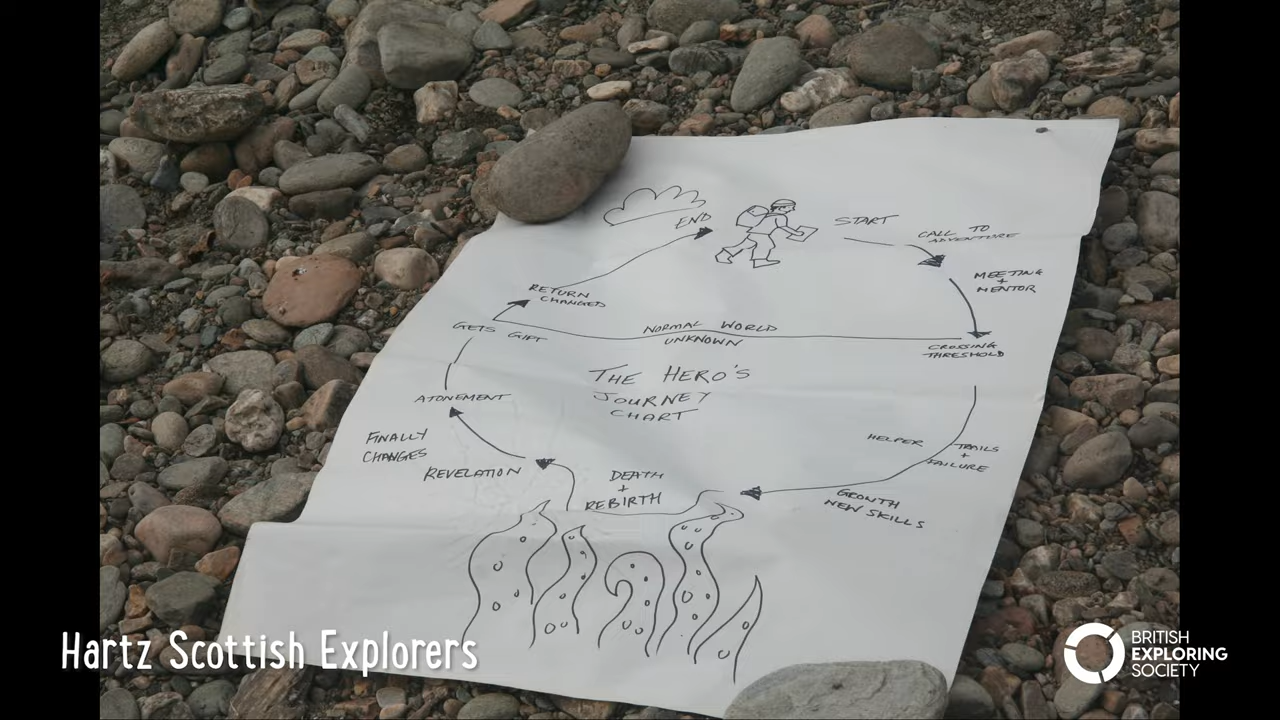 END
START
CALL TO
ADVENTURE
MEETING
+
MENTOR
RETURN
CHANGED
GETS GIFT
NORMAL WORLD
UNKNOWN
CROSSING
THRESHOLD
THE HERO'S
JOURNEY
CHART
ATONEMENT
FINALLY
CHANGES
HELPER
TRAILS
+
FAILURE
REVELATION
DEATH
+
REBIRTH
GROWTH
NEW SKILLS
Hartz Scottish Explorers
BRITISH
EXPLORING
SOCIETY